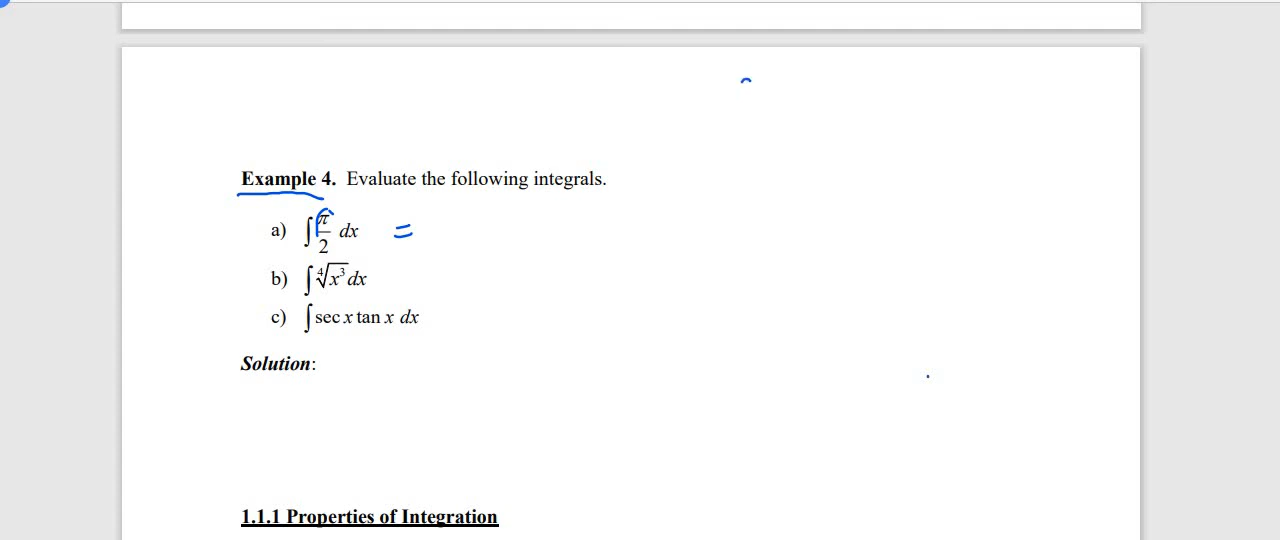 Example 4. Evaluate the following integrals.
a) ∫ π/2 dx =
b) ∫ ∜x³ dx
c) ∫ sec x tan x dx
Solution:
1.1.1 Properties of Integration